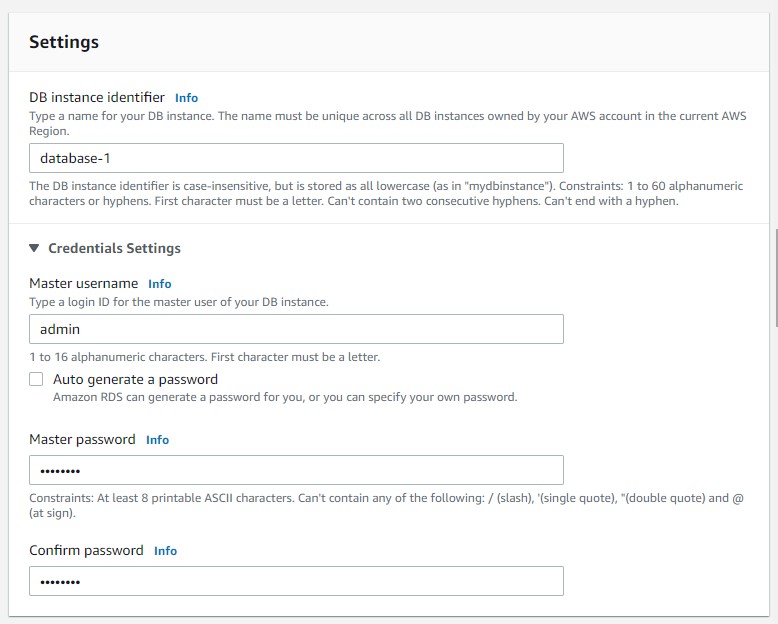 Settings
DB instance identifier Info
Type a name for your DB instance. The name must be unique across all DB instances owned by your AWS account in the current AWS
Region.
database-1
The DB instance identifier is case-insensitive, but is stored as all lowercase (as in "mydbinstance"). Constraints: 1 to 60 alphanumeric
characters or hyphens. First character must be a letter. Can't contain two consecutive hyphens. Can't end with a hyphen.
Credentials Settings
Master username Info
Type a login ID for the master user of your DB instance.
admin
1 to 16 alphanumeric characters. First character must be a letter.
Auto generate a password
Amazon RDS can generate a password for you, or you can specify your own password.
Master password Info
••••••••
Constraints: At least 8 printable ASCII characters. Can't contain any of the following: / (slash), '(single quote), "(double quote) and @
(at sign).
Confirm password Info
••••••••